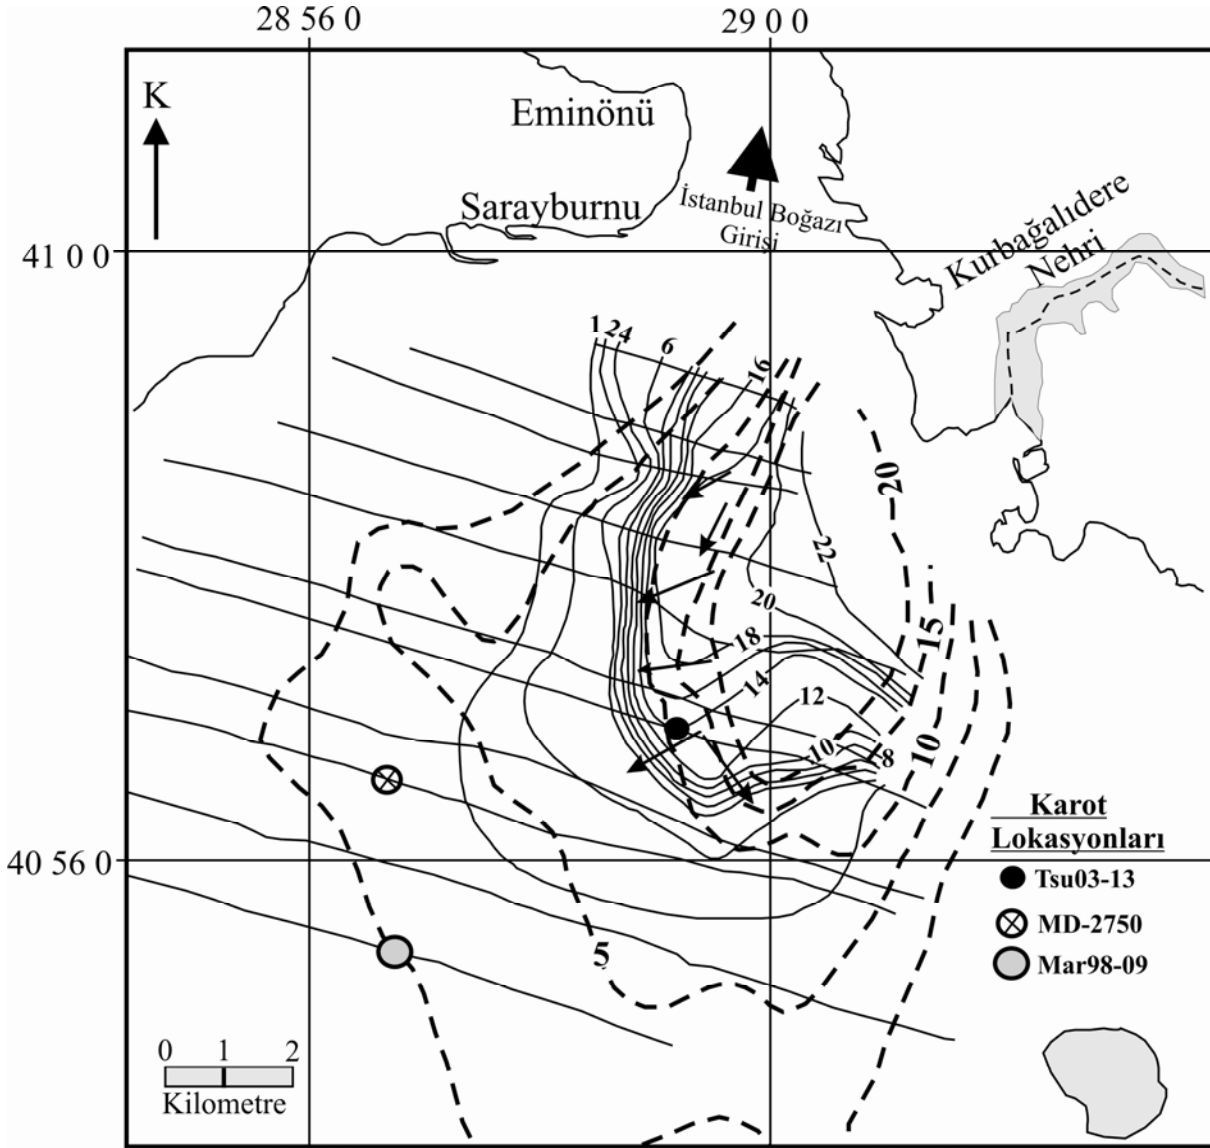 28 56 0
29 0 0
K
Eminönü
Sarayburnu
İstanbul Boğazı
Girişi
Kurbağalıdere
Nehri
41 0 0
1
2
4
6
16
20
22
20
18
15
14
12
10
10
8
5
40 56 0
Karot
Lokasyonları
Tsu03-13
MD-2750
Mar98-09
0 1 2
Kilometre